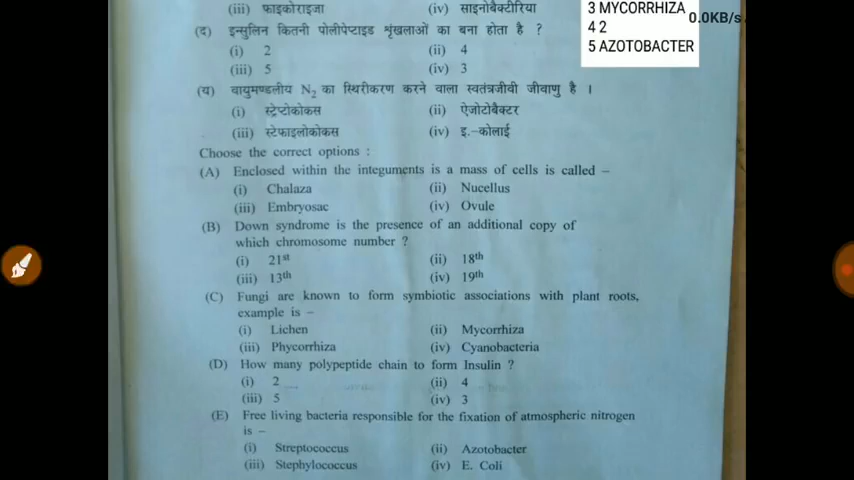 (iii) फाइकोराइजा (iv) साइनोबैक्टीरिया
3 MYCORRHIZA
0.0KB/s
(द) इन्सुलिन कितनी पोलीपेप्टाइड शृंखलाओं का बना होता है ?
4 2
(i) 2 (ii) 4
5 AZOTOBACTER
(iii) 5 (iv) 3
(य) वायुमण्डलीय N2 का स्थिरीकरण करने वाला स्वतंत्रजीवी जीवाणु है ।
(i) स्ट्रेप्टोकोकस (ii) ऐजोटोबैक्टर
(iii) स्टेफाइलोकोकस (iv) इ.-कोलाई
Choose the correct options :
(A) Enclosed within the integuments is a mass of cells is called –
(i) Chalaza (ii) Nucellus
(iii) Embryosac (iv) Ovule
(B) Down syndrome is the presence of an additional copy of
which chromosome number ?
(i) 21st (ii) 18th
(iii) 13th (iv) 19th
(C) Fungi are known to form symbiotic associations with plant roots,
example is –
(i) Lichen (ii) Mycorrhiza
(iii) Phycorrhiza (iv) Cyanobacteria
(D) How many polypeptide chain to form Insulin ?
(i) 2 (ii) 4
(iii) 5 (iv) 3
(E) Free living bacteria responsible for the fixation of atmospheric nitrogen
is –
(i) Streptococcus (ii) Azotobacter
(iii) Stephylococcus (iv) E. Coli